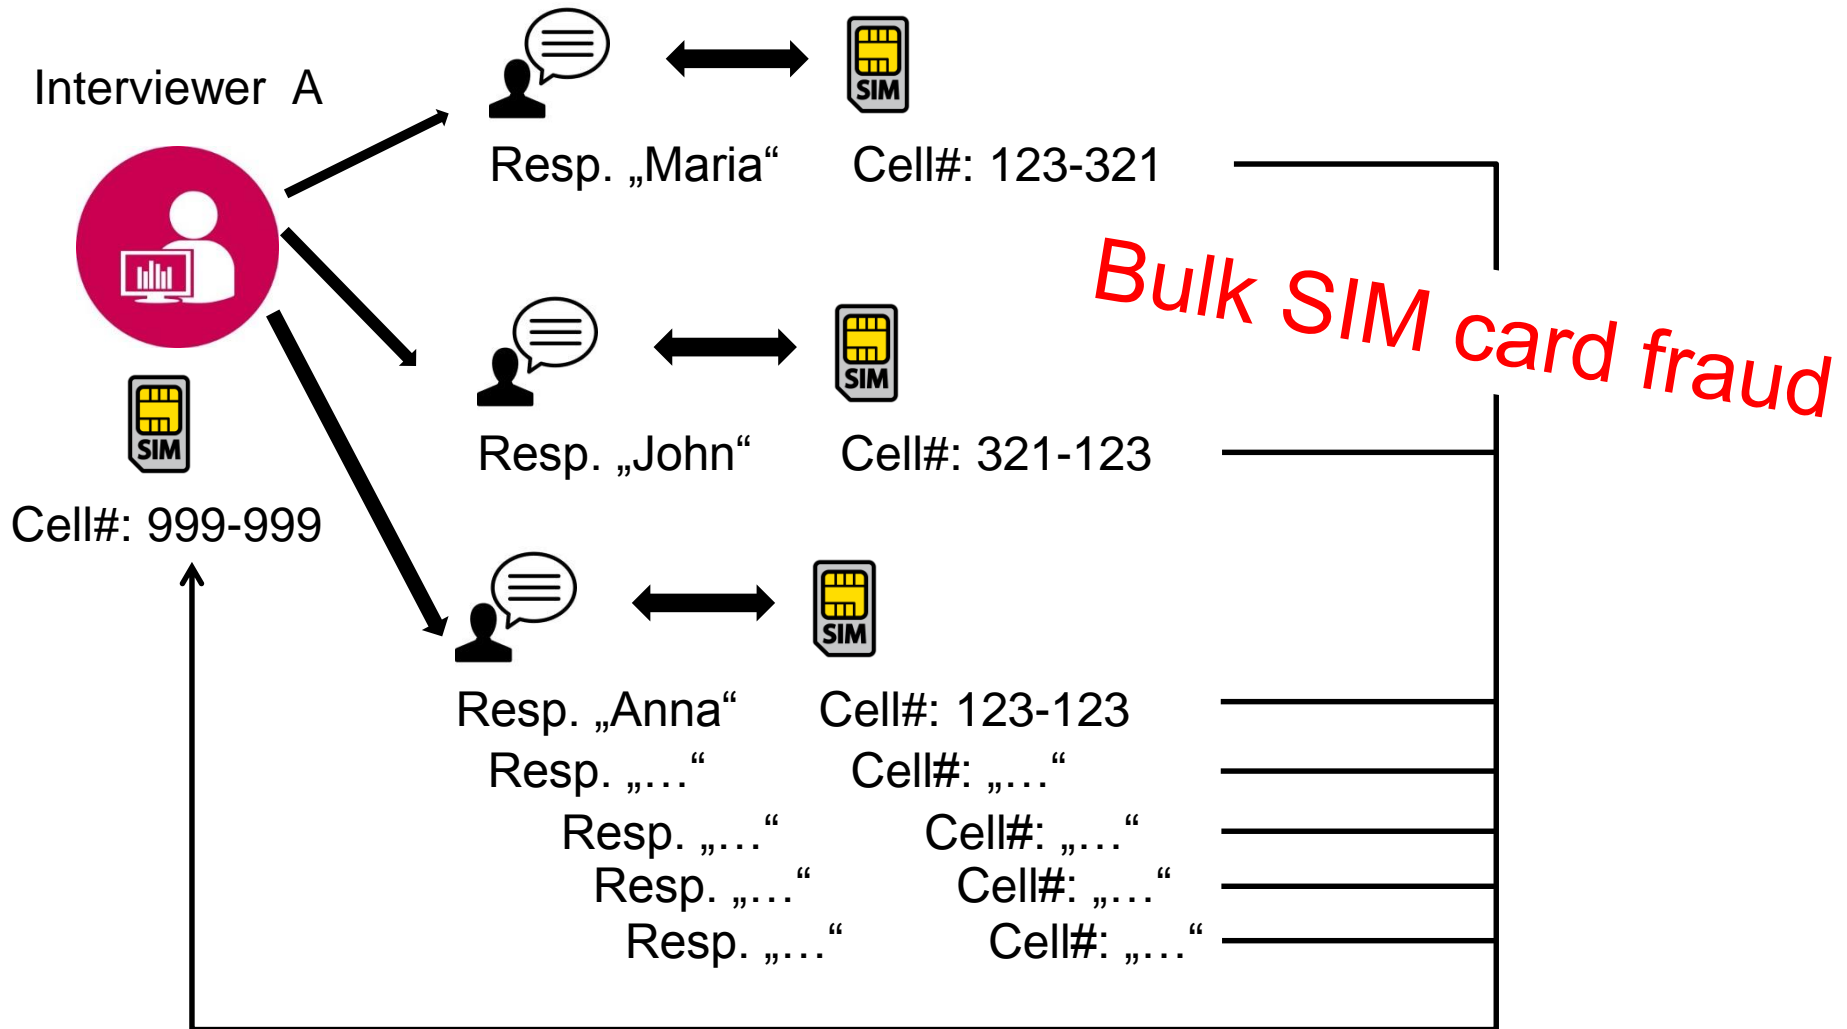 Interviewer A
SIM
Cell#: 999-999
SIM
Resp. „Maria“ Cell#: 123-321
SIM
Resp. „John“ Cell#: 321-123
SIM
Resp. „Anna“ Cell#: 123-123
Resp. „…“ Cell#: „…“
Resp. „…“ Cell#: „…“
Resp. „…“ Cell#: „…“
Resp. „…“ Cell#: „…“
Bulk SIM card fraud